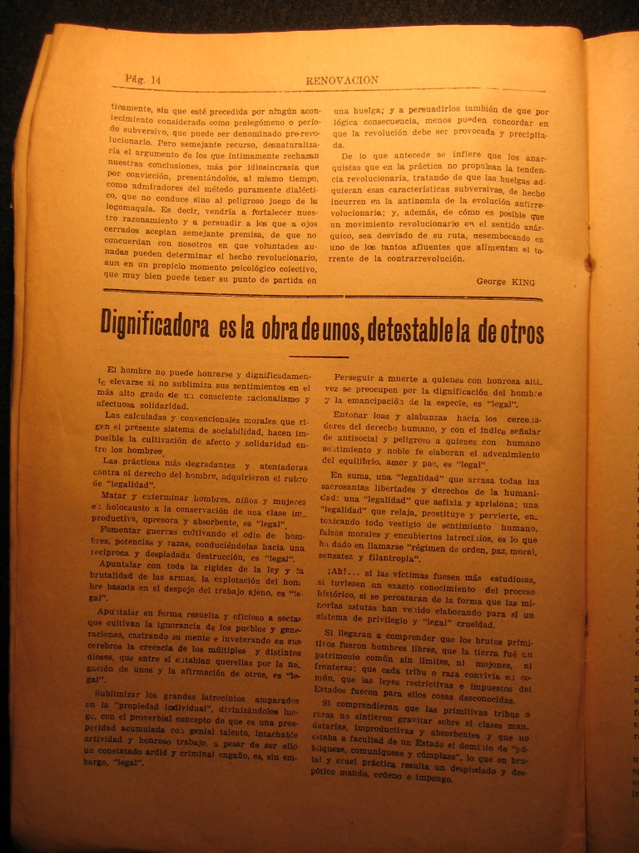 Pág. 14
RENOVACION
ticamente, sin que esté precedida por ningún acon-
tecimiento considerado como prolegómeno o perío-
do subversivo, que puede ser denominado pre-revo-
lucionario. Pero semejante recurso, desnaturaliza-
ría el argumento de los que íntimamente rechazan
nuestras conclusiones, más por idiosincrasia que
por convicción, presentándolos, al mismo tiempo,
como admiradores del método puramente dialécti-
co, que no conduce sino al peligroso juego de la
logomaquia. Es decir, vendría a fortalecer nues-
tro razonamiento y a persuadir a los que a ojos
cerrados aceptan semejante premisa, de que no
concuerdan con nosotros en que voluntades au-
nadas pueden determinar el hecho revolucionario,
aun en un propicio momento psicológico colectivo,
que muy bien puede tener su punto de partida en
una huelga; y a persuadirlos también de que por
lógica consecuencia, menos pueden concordar en
que la revolución debe ser provocada y precipita-
da.
De lo que antecede se infiere que los anar-
quistas que en la práctica no propulsan la tenden-
cia revolucionaria, tratando de que las huelgas ad-
quieran esas características subversivas, de hecho
incurren en la antinomia de la evolución antirre-
volucionaria; y, además, de cómo es posible que
un movimiento revolucionario en el sentido anár-
quico, sea desviado de su ruta, desembocando en
uno de los tantos afluentes que alimentan el to-
rrente de la contrarrevolución.
George KING
Dignificadora es la obra de unos, detestable la de otros
El hombre no puede honrarse y dignificadamen-
te elevarse si no sublimiza sus sentimientos en el
más alto grado de un consciente racionalismo y
afectuosa solidaridad.
Las calculadas y convencionales morales que ri-
gen el presente sistema de sociabilidad, hacen im-
posible la cultivación de afecto y solidaridad en-
tre los hombres.
Las prácticas más degradantes y atentadoras
contra el derecho del hombre, adquirieron el rubro
de "legalidad".
Matar y exterminar hombres, niños y mujeres
en holocausto a la conservación de una clase im-
productiva, opresora y absorbente, es "legal".
Fomentar guerras cultivando el odio de hom-
bres, potencias y razas, conduciéndolas hacia una
recíproca y despiadada destrucción, es "legal".
Apuntalar con toda la rigidez de la ley y la
brutalidad de las armas, la explotación del hom
bre basada en el despojo del trabajo ajeno, es "le-
gal".
Apuntalar en forma resuelta y oficioso a sectas
que cultivan la ignorancia de los pueblos y gene-
raciones, castrando su mente e inveterando en sus
cerebros la creencia de los múltiples y distintos
dioses, que entre sí entablan querellas por la ne-
gación de unos y la afirmación de otros, es "le-
gal".
Sublimizar los grandes latrocinios amparados
en la "propiedad individual", divinizándolos lue-
go, con el proverbial concepto de que es una pros-
peridad acumulada con genial talento, intachable
actividad y honroso trabajo, a pesar de ser ello
un constatado ardid y criminal engaño, es, sin em-
bargo, "legal".
Perseguir a muerte a quienes con honrosa alti-
vez se preocupen por la dignificación del hombre
y la emancipación de la especie, es "legal".
Entonar loas y alabanzas hacia los cercena-
dores del derecho humano, y con el índice señalar
de antisocial y peligroso a quienes con humano
sentimiento y noble fe elaboran el advenimiento
del equilibrio, amor y paz, es "legal".
En suma, una "legalidad" que arrasa todas las
sacrosantas libertades y derechos de la humani-
dad: una "legalidad" que asfixia y aprisiona; una
"legalidad" que relaja, prostituye y pervierte, en-
toxicando todo vestigio de sentimiento humano,
falsas morales y encubiertos latrocinios, es lo que
ha dado en llamarse "régimen de orden, paz, moral,
sensatez y filantropía".
¡Ah!... si las víctimas fuesen más estudiosas,
si tuviesen un exacto conocimiento del proceso
histórico, si se percataran de la forma que las mi-
norías astutas han venido elaborando para sí un
sistema de privilegio y "legal" crueldad.
Si llegaran a comprender que los brutos primi-
tivos fueron hombres libres, que la tierra fué un
patrimonio común sin límites, ni mojones, ni
fronteras; que cada tribu o raza convivía en co-
mún, que las leyes restrictivas e impuestos del
Estados fueron para ellos cosas desconocidas.
Si comprendieran que las primitivas tribus o
razas no sintieron gravitar sobre sí clases man-
datarias, improductivas y absorbentes y que no
estaba a facultad de un Estado el dominio de "pú-
blíquese, comuníquese y cúmplase", lo que en bru-
tal y cruel práctica resulta un despiadado y des-
pótico mando, ordeno e impongo.